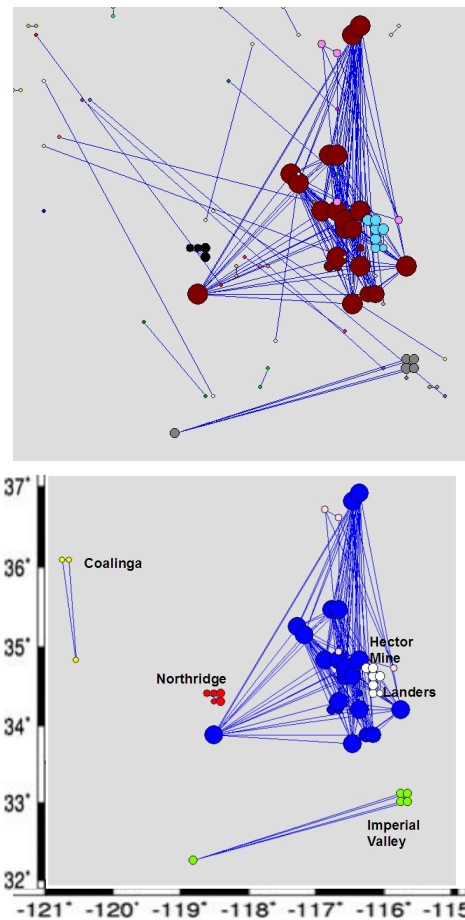 37°
36° Coalinga
35°
Hector
Mine
Northridge
Landers
34°
33°
Imperial
Valley
32°
-121° -120° -119° -118° -117° -116° -115